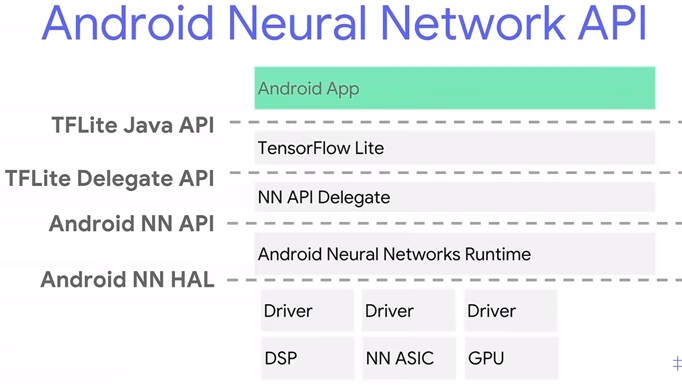 Android Neural Network API
Android App
TFLite Java API
TensorFlow Lite
TFLite Delegate API
NN API Delegate
Android NN API
Android Neural Networks Runtime
Android NN HAL
Driver Driver Driver
DSP NN ASIC GPU